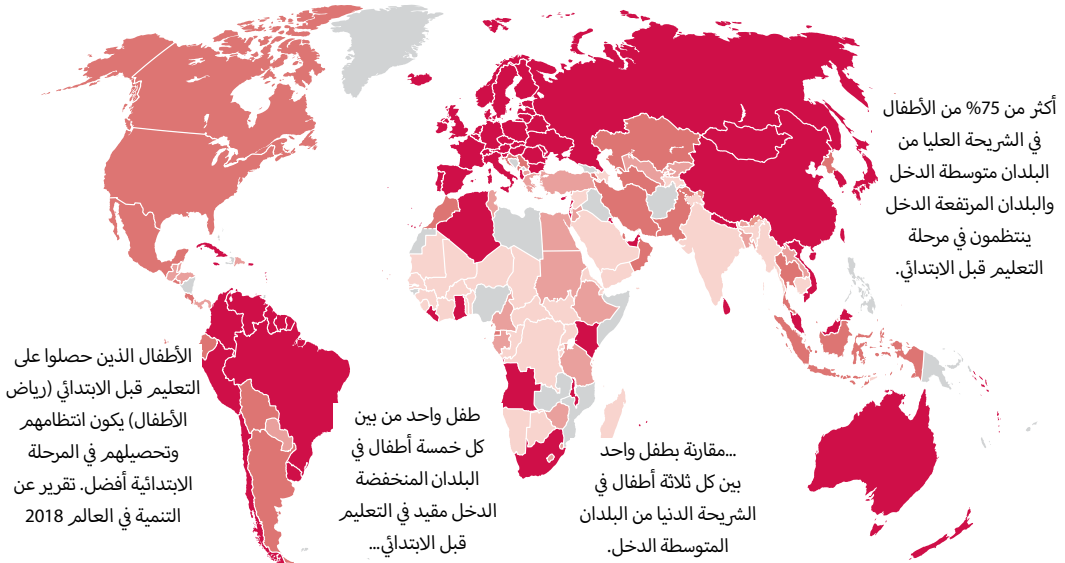 أكثر من 75% من الأطفال
في الشريحة العليا من
البلدان متوسطة الدخل
والبلدان المرتفعة الدخل
ينتظمون في مرحلة
التعليم قبل الابتدائي.
الأطفال الذين حصلوا على
التعليم قبل الابتدائي (رياض
الأطفال) يكون انتظامهم
وتحصيلهم في المرحلة
الابتدائية أفضل. تقرير عن
التنمية في العالم 2018
طفل واحد من بين
كل خمسة أطفال في
البلدان المنخفضة
الدخل مقيد في التعليم
قبل الابتدائي...
...مقارنة بطفل واحد
بين كل ثلاثة أطفال في
الشريحة الدنيا من البلدان
المتوسطة الدخل.